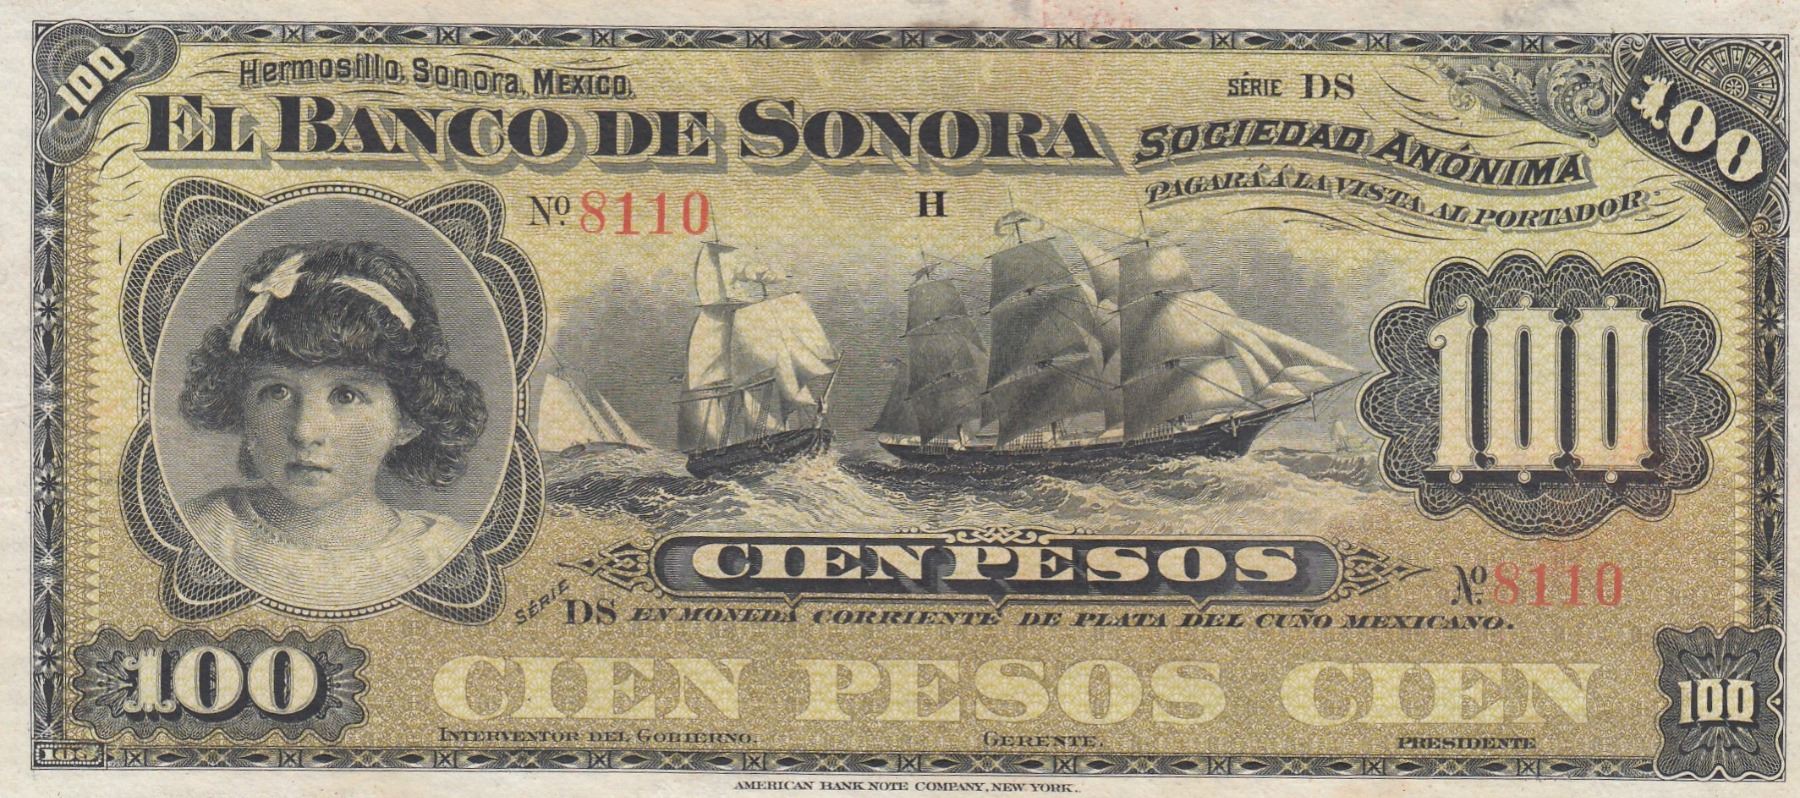 100
Hermosillo, Sonora, MEXICO.
SÉRIE DS
100
EL BANCO DE SONORA
SOCIEDAD ANÓNIMA
PAGARÁ Á LA VISTA AL PORTADOR
Nº. 8110
H
100
CIEN PESOS
Nº. 8110
SÉRIE DS EN MONEDA CORRIENTE DE PLATA DEL CUÑO MEXICANO.
100
CIEN PESOS CIEN
100
INTERVENTOR DEL GOBIERNO.
GERENTE.
PRESIDENTE
AMERICAN BANK NOTE COMPANY, NEW YORK.